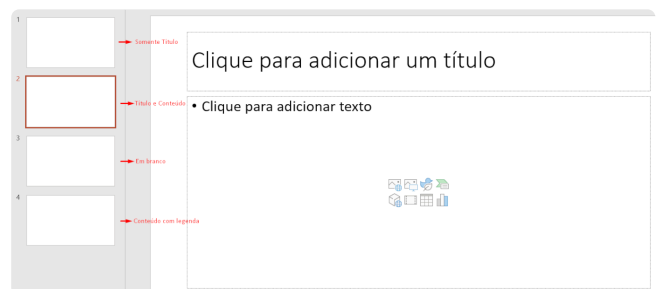 1
Somente Título
2
Título e Conteúdo
3
Em branco
4
Conteúdo com legenda
Clique para adicionar um título
• Clique para adicionar texto